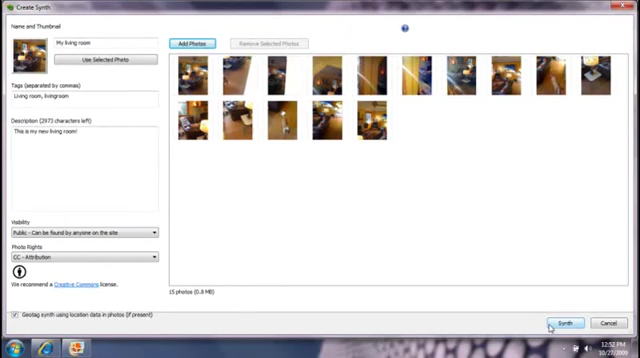 Create Synth
Name and Thumbnail
My living room
Use Selected Photo
Add Photos
Remove Selected Photos
Tags (separated by commas)
Living room, livingroom
Description (2973 characters left)
This is my new living room!
Visibility
Public - Can be found by anyone on the site
Photo Rights
CC - Attribution
We recommend a Creative Commons license.
15 photos (0.8 MB)
Geotag synth using location data in photos (if present)
Synth
Cancel
12:52 PM
10/27/2009